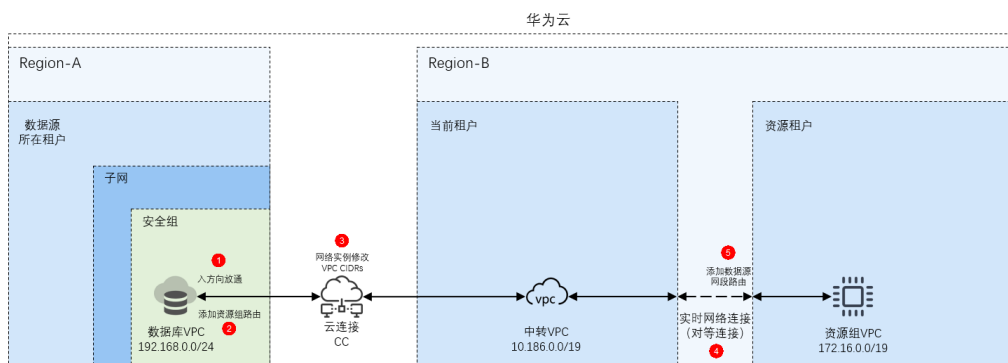 华为云
Region-A
Region-B
数据源
所在租户
当前租户
资源租户
子网
安全组
1
入方向放通
添加资源组路由
2
数据库VPC
192.168.0.0/24
3
网络实例修改
VPC CIDRs
云连接
CC
vpc
中转VPC
10.186.0.0/19
5
添加数据源
网段路由
实时网络连接
(对等连接)
4
资源组VPC
172.16.0.0/19